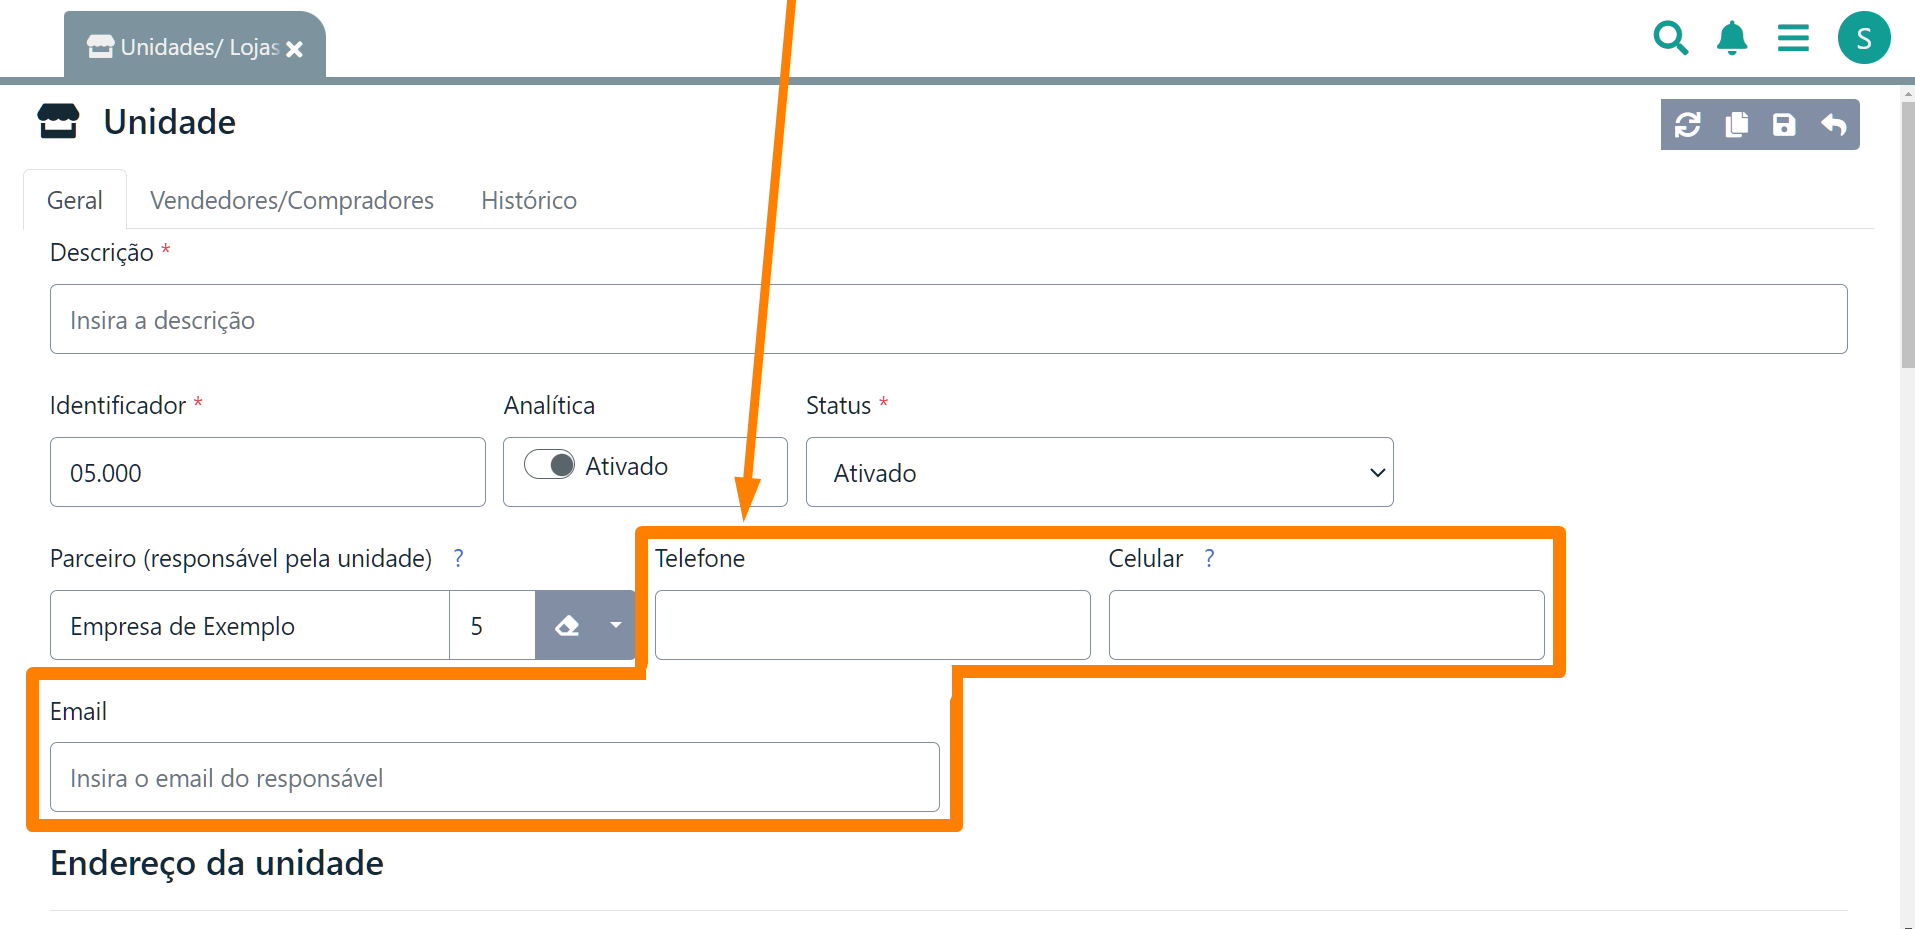 Unidades/ Lojas
S
Unidade
Geral Vendedores/Compradores Histórico
Descrição *
Insira a descrição
Identificador * Analítica Status *
05.000 Ativado Ativado
Parceiro (responsável pela unidade) ? Telefone Celular ?
Empresa de Exemplo 5
Email
Insira o email do responsável
Endereço da unidade